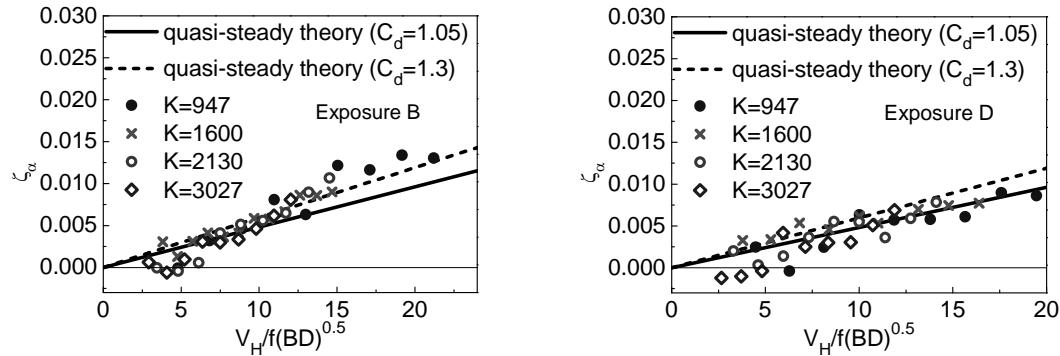 0.030
0.025
0.020
0.015
0.010
0.005
0.000
ζα
quasi-steady theory (Cd=1.05)
quasi-steady theory (Cd=1.3)
K=947
K=1600
K=2130
K=3027
Exposure B
0 5 10 15 20
VH/f(BD)0.5
0.030
0.025
0.020
0.015
0.010
0.005
0.000
ζα
quasi-steady theory (Cd=1.05)
quasi-steady theory (Cd=1.3)
K=947
K=1600
K=2130
K=3027
Exposure D
0 5 10 15 20
VH/f(BD)0.5